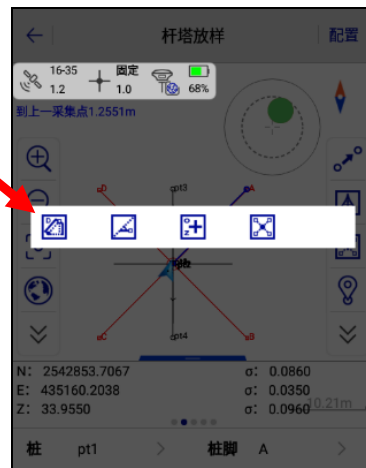 杆塔放样 配置
16-35 固定
1.2 1.0 68%
到上一采集点1.2551m
D pt3 A
C pt4 B
N: 2542853.7067 σ: 0.0860
E: 435160.2038 σ: 0.0350
Z: 33.9550 σ: 0.0960 10.21m
桩 pt1 桩脚 A